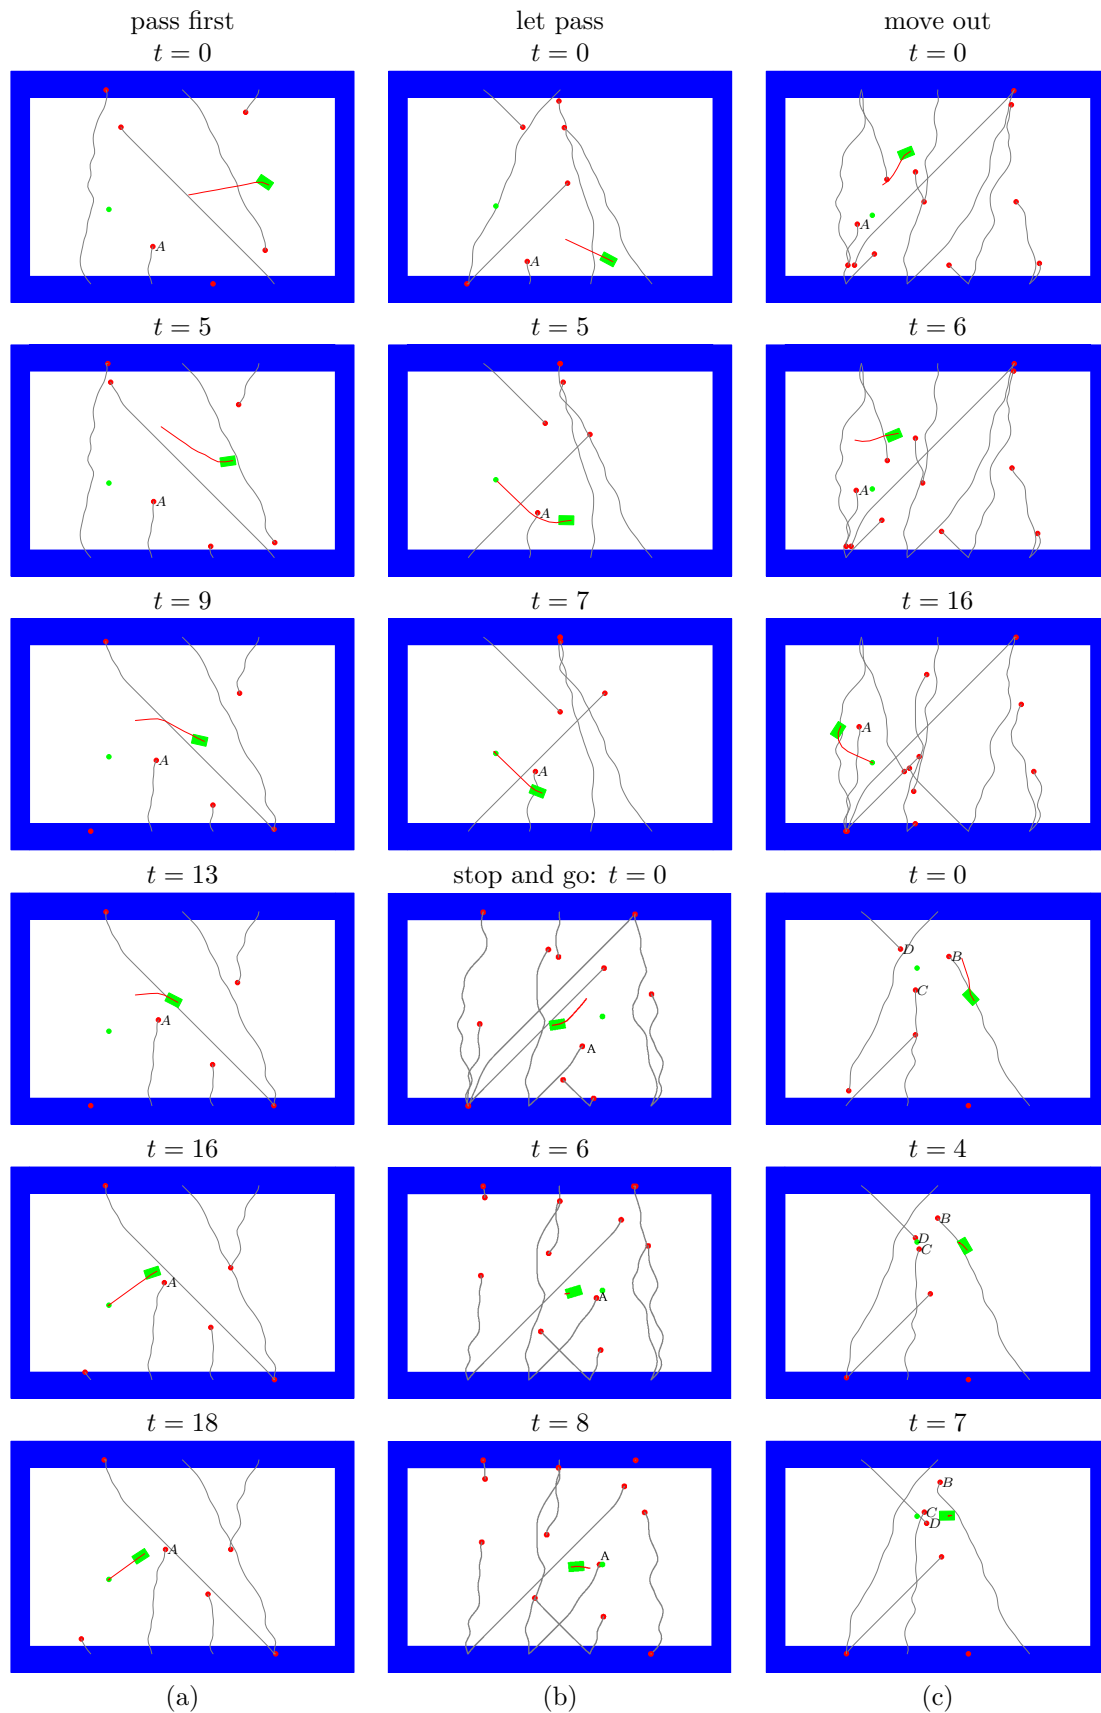 pass first let pass move out
t = 0 t = 0 t = 0
A A A
t = 5 t = 5 t = 6
A A A
t = 9 t = 7 t = 16
A A A
t = 13 stop and go: t = 0 t = 0
D B
C
A A
t = 16 t = 6 t = 4
B
D
C
A A
t = 18 t = 8 t = 7
B
C
D
A A
(a) (b) (c)